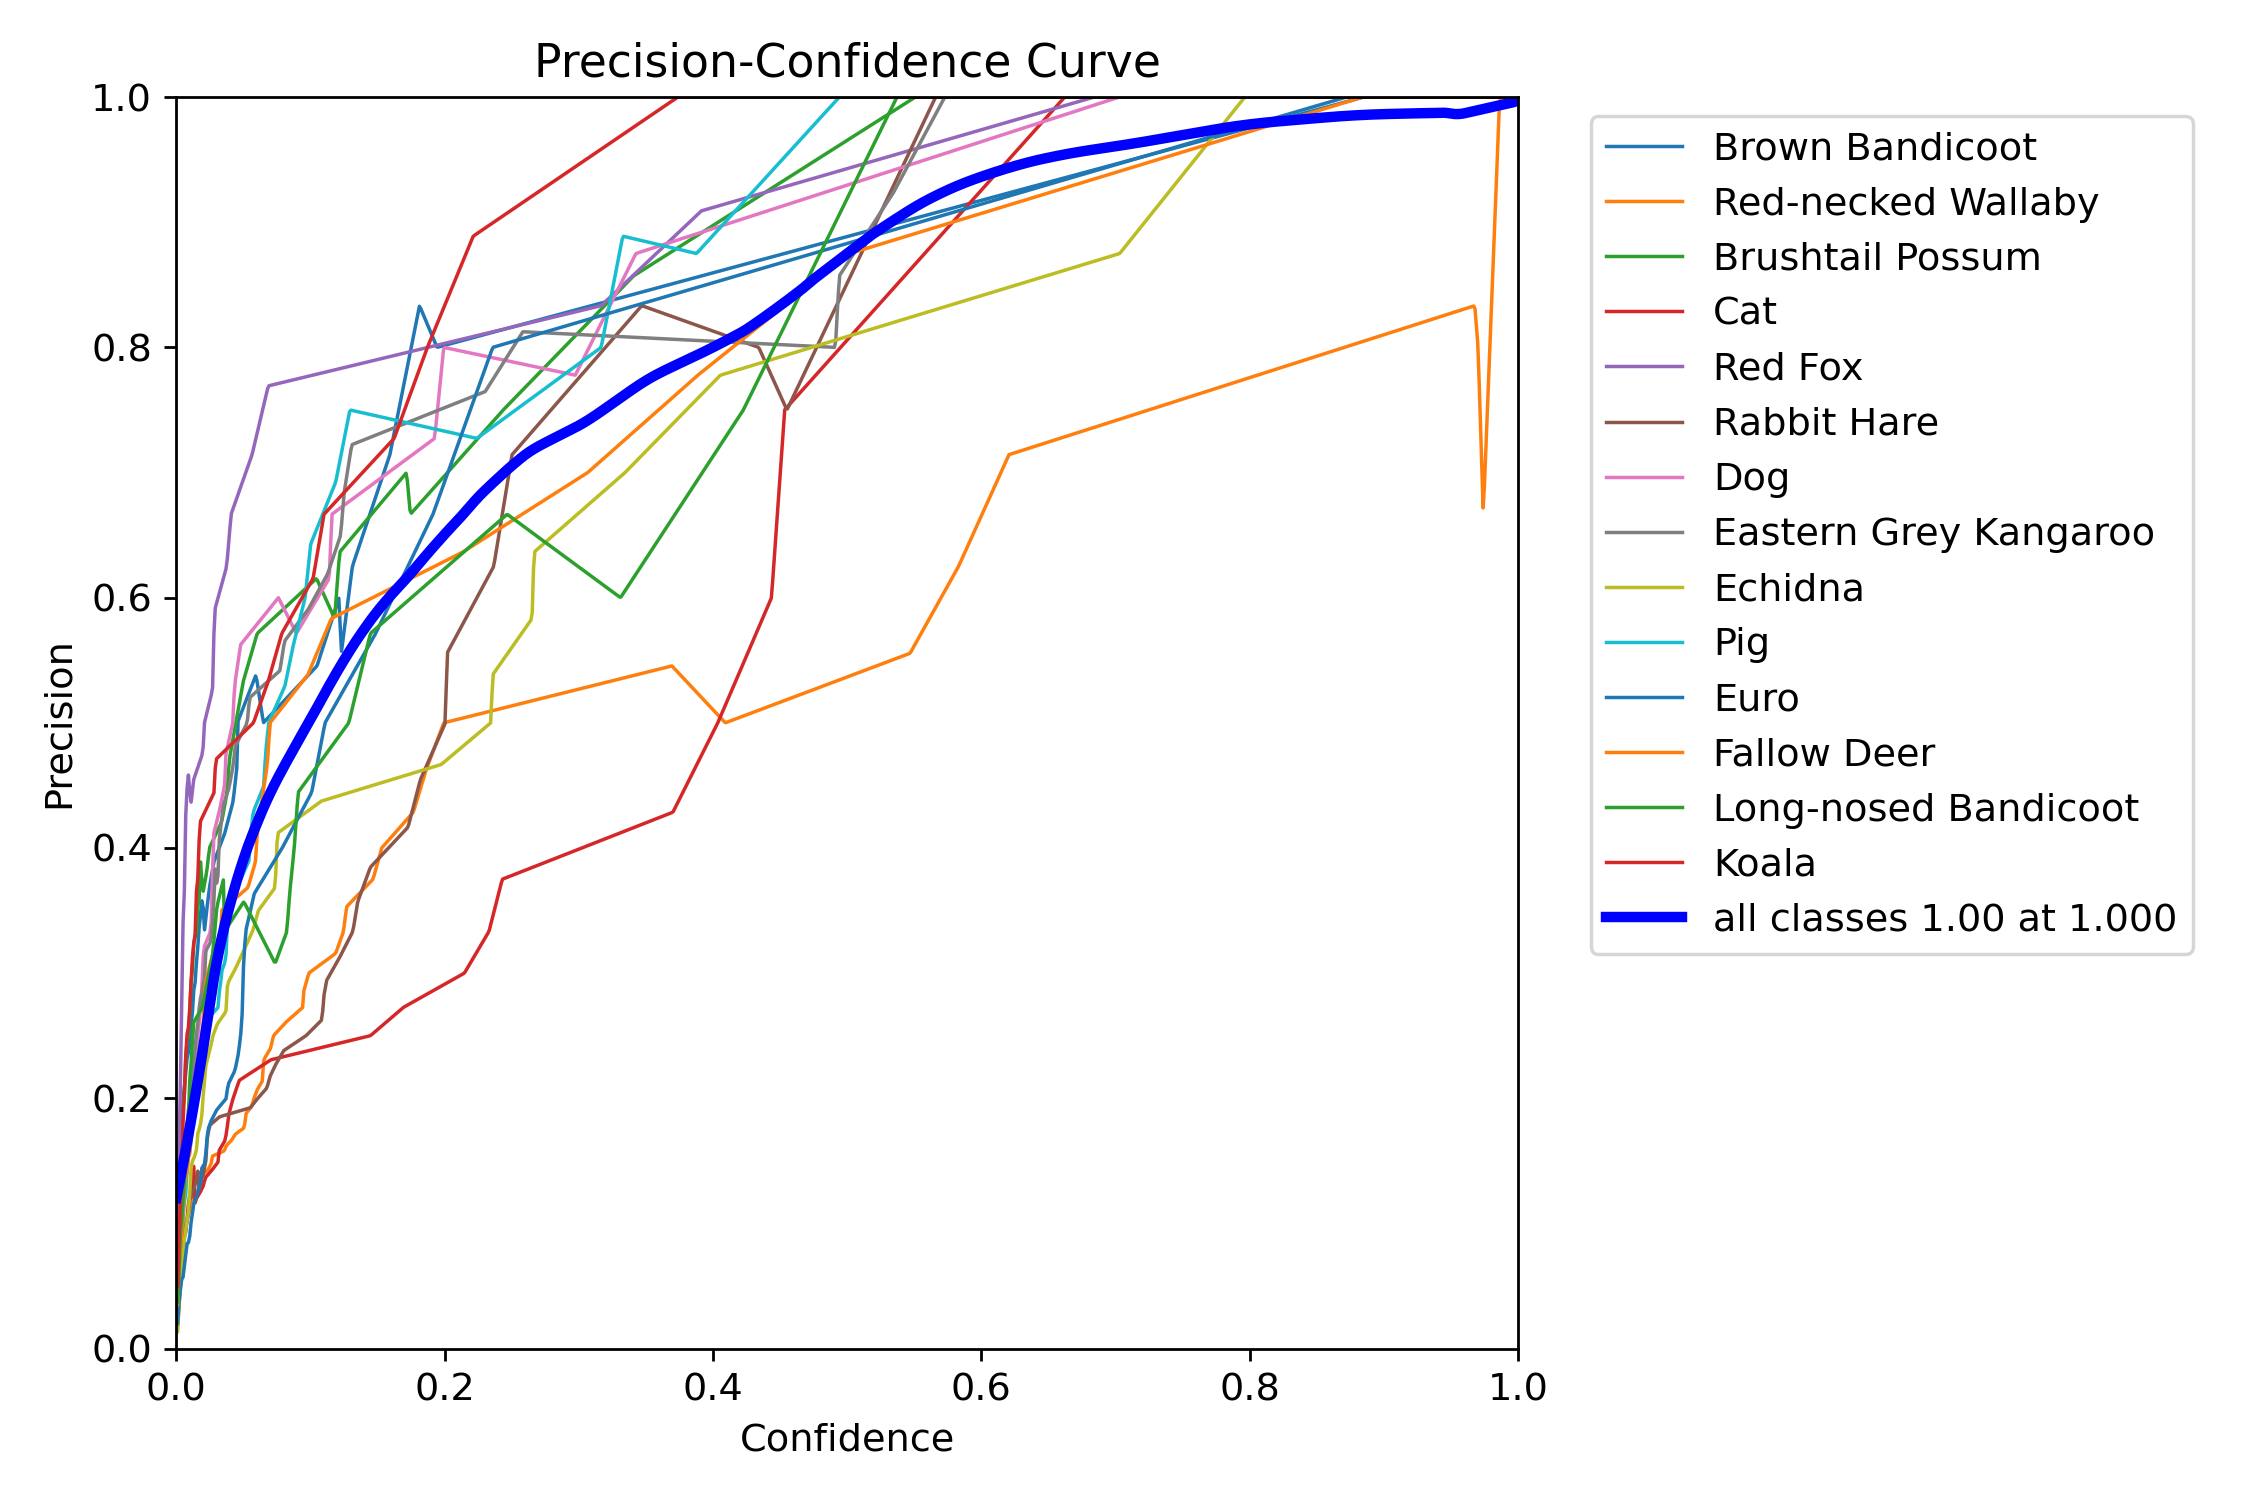 Precision-Confidence Curve
1.0
0.8
0.6
0.4
0.2
0.0
Precision
0.0 0.2 0.4 0.6 0.8 1.0
Confidence
Brown Bandicoot
Red-necked Wallaby
Brushtail Possum
Cat
Red Fox
Rabbit Hare
Dog
Eastern Grey Kangaroo
Echidna
Pig
Euro
Fallow Deer
Long-nosed Bandicoot
Koala
all classes 1.00 at 1.000